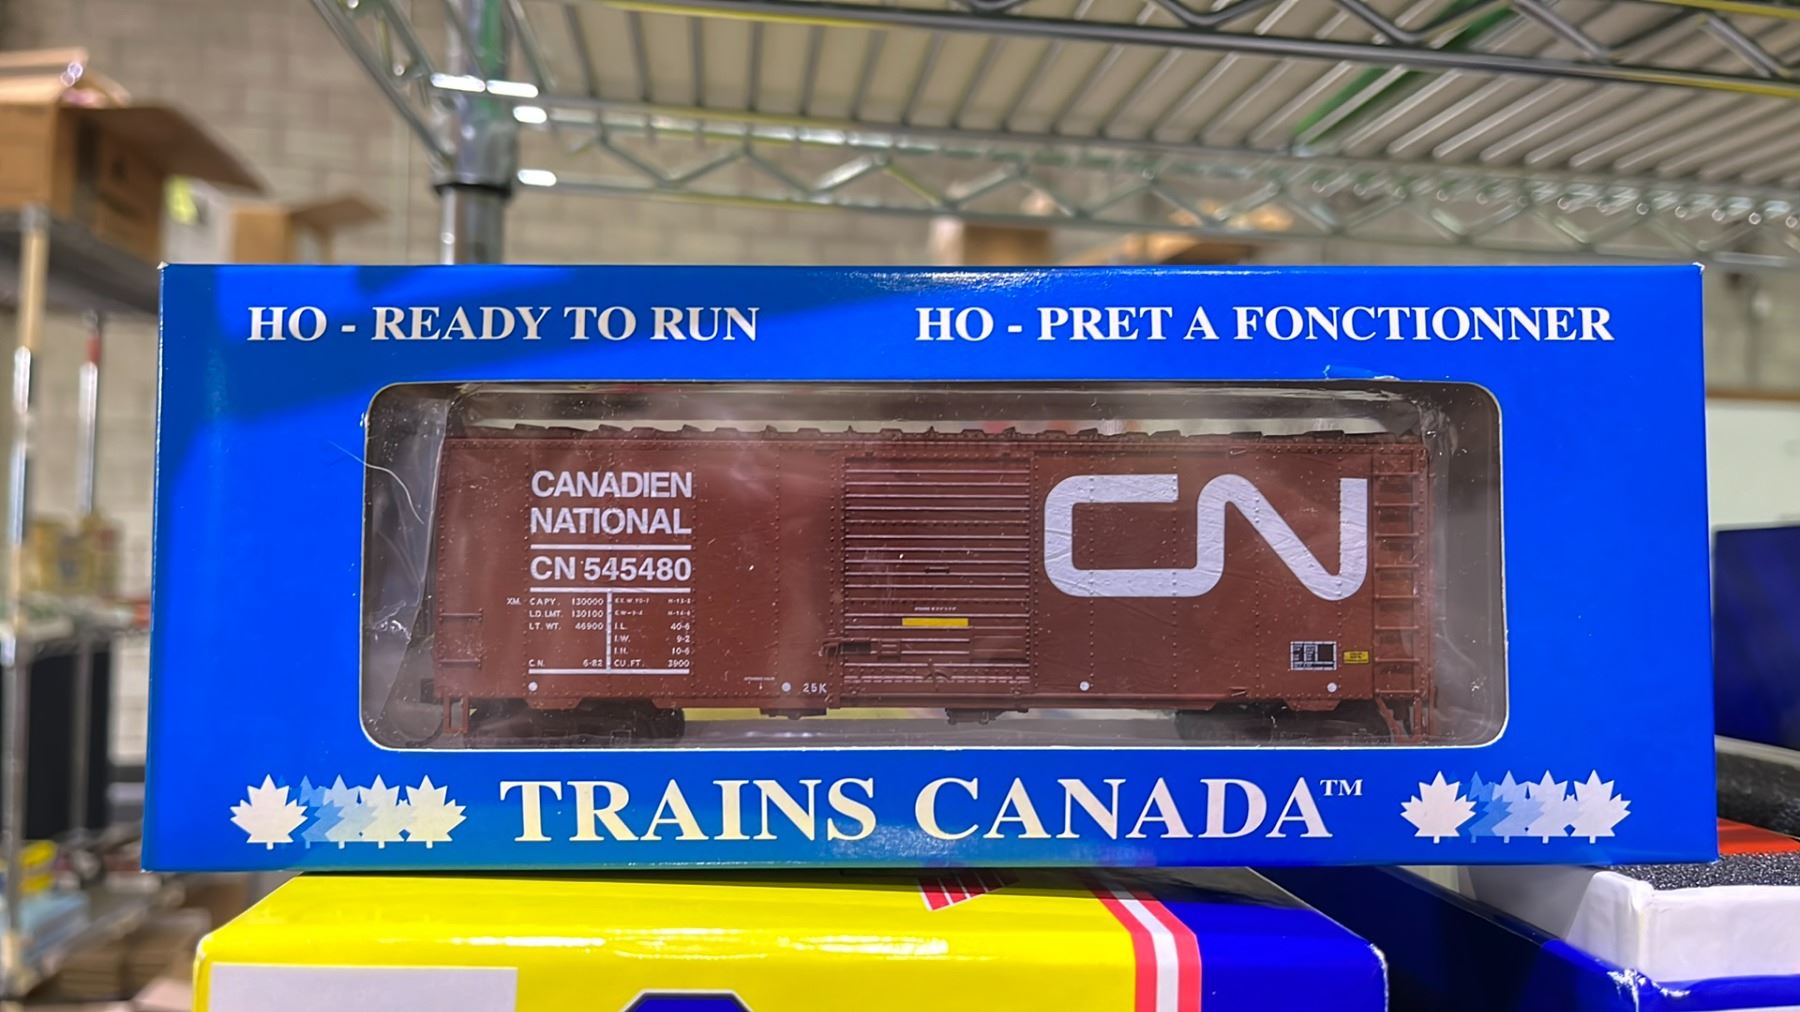 HO - READY TO RUN
HO - PRET A FONCTIONNER
CANADIEN
NATIONAL
CN 545480
XM. CAPY. 130000
LD.LMT. 130100
LT. WT. 46900
I.L. 40-6
I.W. 9-2
I.H. 10-6
C.N. 6-82 CU.FT. 3900
25K
CN
TRAINS CANADA™